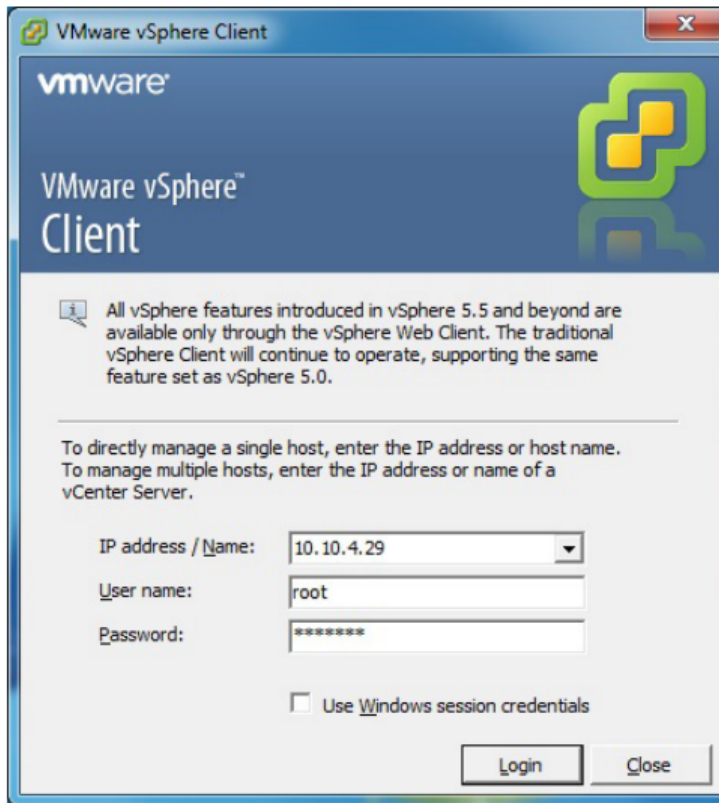 VMware vSphere Client
vmware®
VMware vSphere™
Client
All vSphere features introduced in vSphere 5.5 and beyond are
available only through the vSphere Web Client. The traditional
vSphere Client will continue to operate, supporting the same
feature set as vSphere 5.0.
To directly manage a single host, enter the IP address or host name.
To manage multiple hosts, enter the IP address or name of a
vCenter Server.
IP address / Name: 10.10.4.29
User name: root
Password: *******
Use Windows session credentials
Login Close